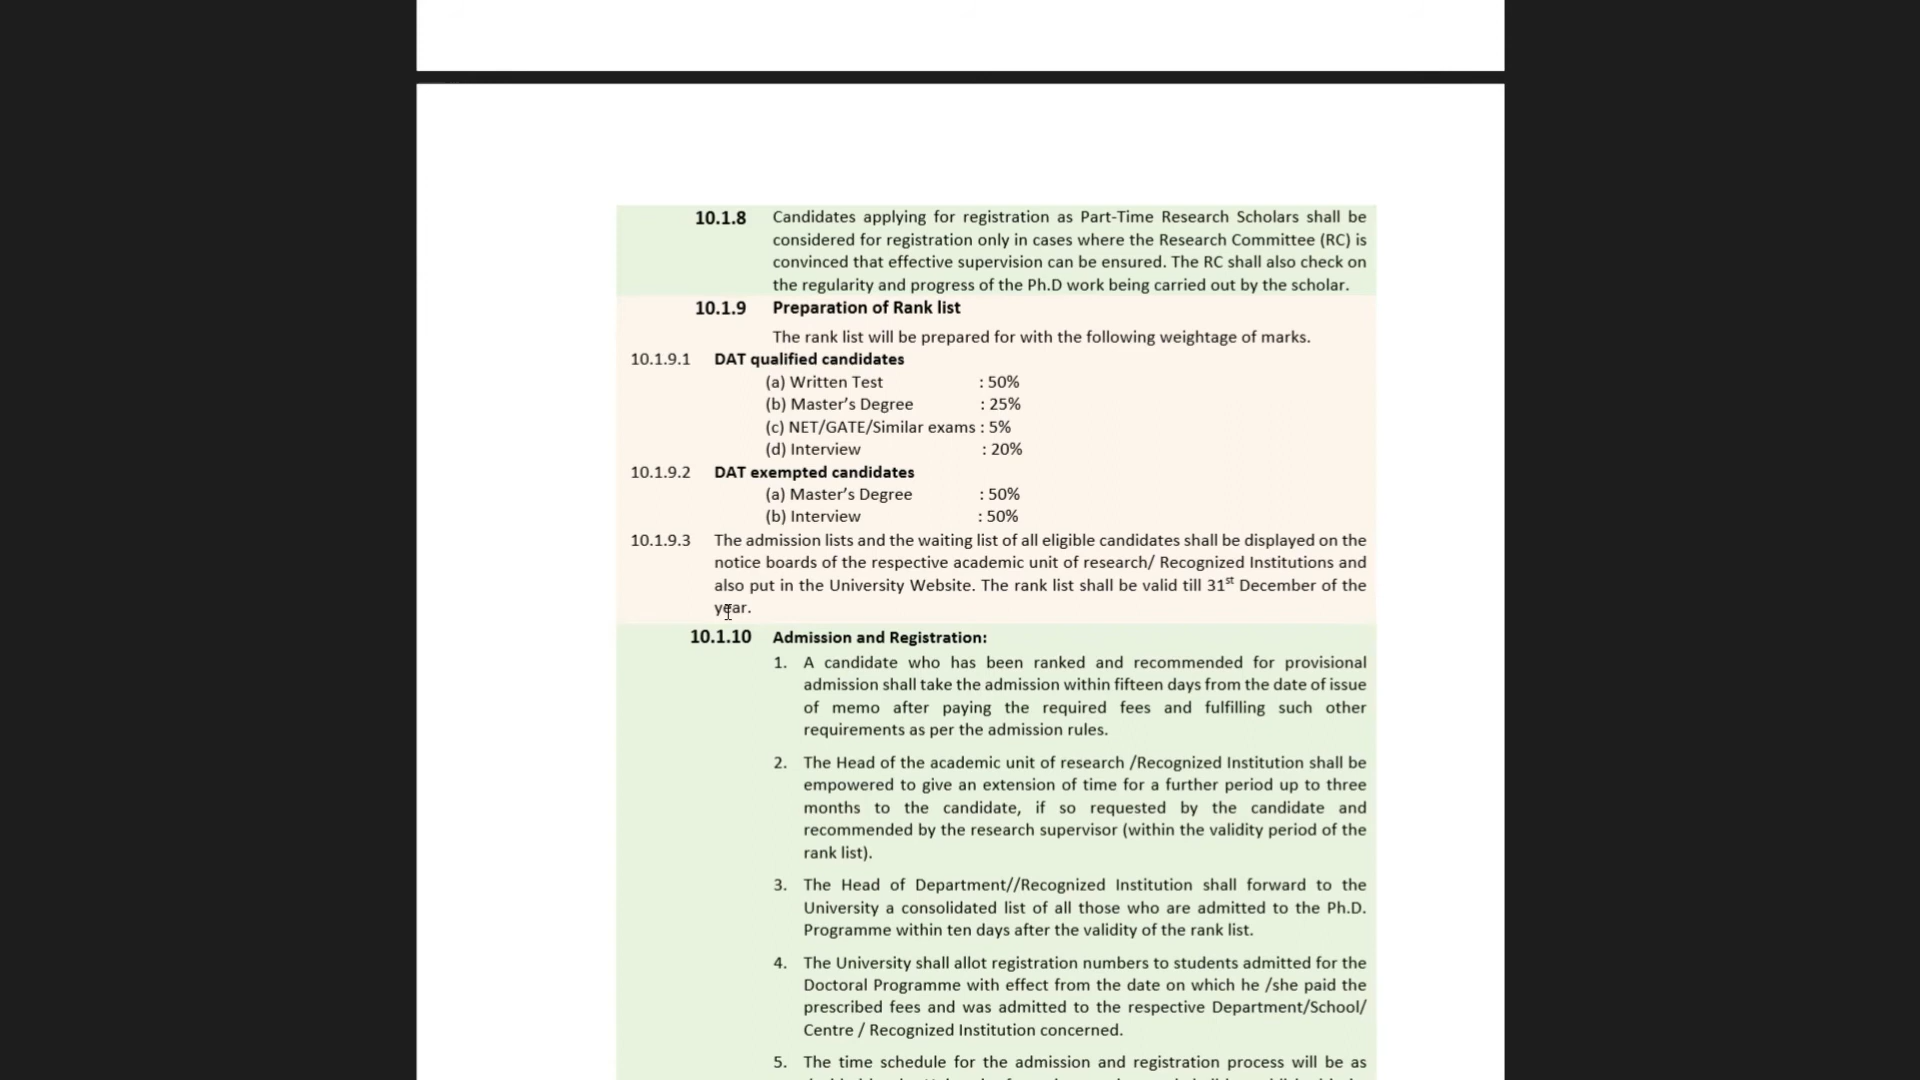 10.1.8 Candidates applying for registration as Part-Time Research Scholars shall be
considered for registration only in cases where the Research Committee (RC) is
convinced that effective supervision can be ensured. The RC shall also check on
the regularity and progress of the Ph.D work being carried out by the scholar.
10.1.9 Preparation of Rank list
The rank list will be prepared for with the following weightage of marks.
10.1.9.1 DAT qualified candidates
(a) Written Test : 50%
(b) Master’s Degree : 25%
(c) NET/GATE/Similar exams : 5%
(d) Interview : 20%
10.1.9.2 DAT exempted candidates
(a) Master’s Degree : 50%
(b) Interview : 50%
10.1.9.3 The admission lists and the waiting list of all eligible candidates shall be displayed on the
notice boards of the respective academic unit of research/ Recognized Institutions and
also put in the University Website. The rank list shall be valid till 31st December of the
year.
10.1.10 Admission and Registration:
1. A candidate who has been ranked and recommended for provisional
admission shall take the admission within fifteen days from the date of issue
of memo after paying the required fees and fulfilling such other
requirements as per the admission rules.
2. The Head of the academic unit of research /Recognized Institution shall be
empowered to give an extension of time for a further period up to three
months to the candidate, if so requested by the candidate and
recommended by the research supervisor (within the validity period of the
rank list).
3. The Head of Department//Recognized Institution shall forward to the
University a consolidated list of all those who are admitted to the Ph.D.
Programme within ten days after the validity of the rank list.
4. The University shall allot registration numbers to students admitted for the
Doctoral Programme with effect from the date on which he /she paid the
prescribed fees and was admitted to the respective Department/School/
Centre / Recognized Institution concerned.
5. The time schedule for the admission and registration process will be as